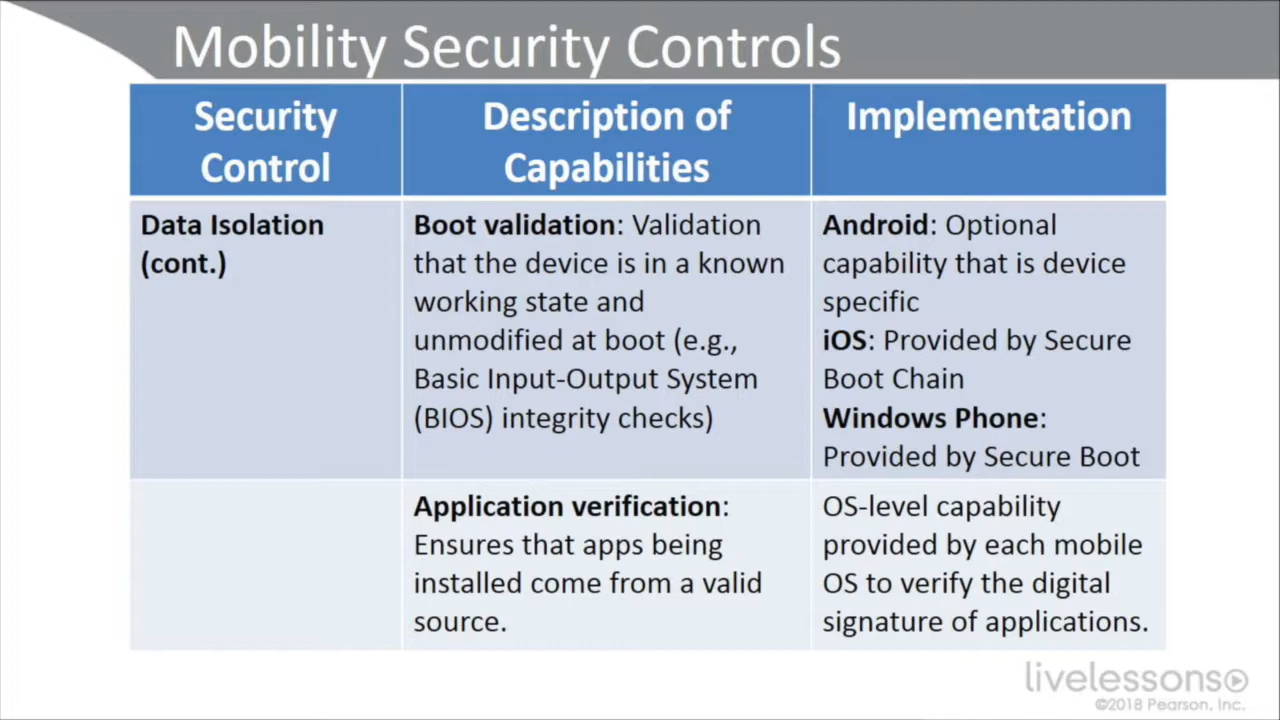 Mobility Security Controls
Security
Control
Description of
Capabilities
Implementation
Data Isolation
(cont.)
Boot validation: Validation
that the device is in a known
working state and
unmodified at boot (e.g.,
Basic Input-Output System
(BIOS) integrity checks)
Android: Optional
capability that is device
specific
iOS: Provided by Secure
Boot Chain
Windows Phone:
Provided by Secure Boot
Application verification:
Ensures that apps being
installed come from a valid
source.
OS-level capability
provided by each mobile
OS to verify the digital
signature of applications.
livelessons
©2018 Pearson, Inc.